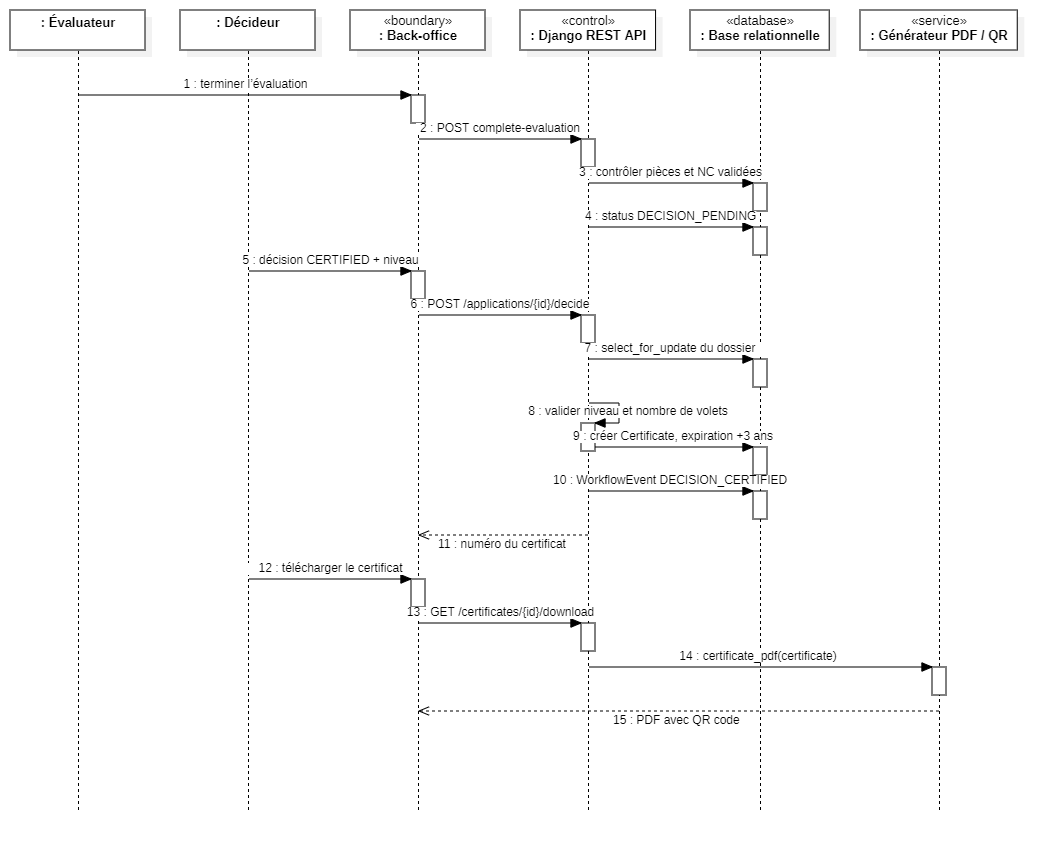 : Évaluateur
: Décideur
«boundary»
: Back-office
«control»
: Django REST API
«database»
: Base relationnelle
«service»
: Générateur PDF / QR
1 : terminer l'évaluation
2 : POST complete-evaluation
3 : contrôler pièces et NC validées
4 : status DECISION_PENDING
5 : décision CERTIFIED + niveau
6 : POST /applications/{id}/decide
7 : select_for_update du dossier
8 : valider niveau et nombre de volets
9 : créer Certificate, expiration +3 ans
10 : WorkflowEvent DECISION_CERTIFIED
11 : numéro du certificat
12 : télécharger le certificat
13 : GET /certificates/{id}/download
14 : certificate_pdf(certificate)
15 : PDF avec QR code